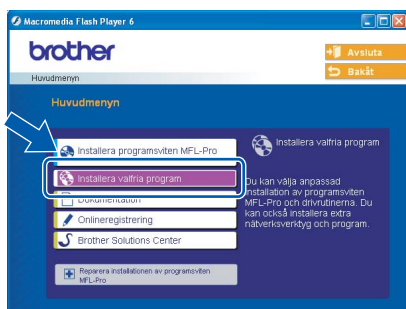 Macromedia Flash Player 6
brother
Avsluta
Huvudmenyn
Bakåt
Huvudmenyn
Installera programsviten MFL-Pro
Installera valfria program
Dokumentation
Onlineregistrering
Brother Solutions Center
Reparera installationen av programsviten
MFL-Pro
Installera valfria program
Du kan välja anpassad
installation av programsviten
MFL-Pro och drivrutinerna. Du
kan också installera extra
nätverksverktyg och program.